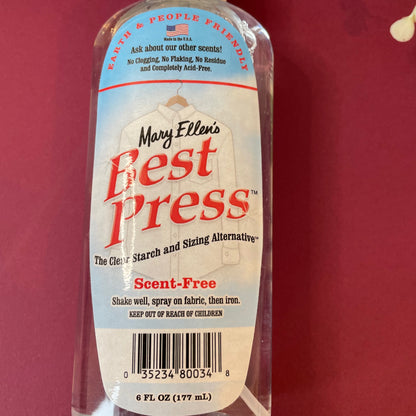 EARTH & PEOPLE FRIENDLY
Made in the U.S.A.
Ask about our other scents!
No Clogging, No Flaking, No Residue
and Completely Acid-Free.
Mary Ellen's
Best
Press™
The Clear Starch and Sizing Alternative™
Scent-Free
Shake well, spray on fabric, then iron.
KEEP OUT OF REACH OF CHILDREN
0 35234 80034 8
6 FL OZ (177 mL)